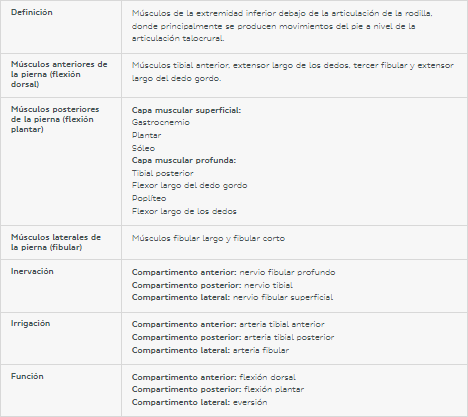 Definición
Músculos de la extremidad inferior debajo de la articulación de la rodilla,
donde principalmente se producen movimientos del pie a nivel de la
articulación talocrural.
Músculos anteriores de
la pierna (flexión
dorsal)
Músculos tibial anterior, extensor largo de los dedos, tercer fibular y extensor
largo del dedo gordo.
Músculos posteriores
de la pierna (flexión
plantar)
Capa muscular superficial:
Gastrocnemio
Plantar
Sóleo
Capa muscular profunda:
Tibial posterior
Flexor largo del dedo gordo
Poplíteo
Flexor largo de los dedos
Músculos laterales de
la pierna (fibular)
Músculos fibular largo y fibular corto
Inervación
Compartimento anterior: nervio fibular profundo
Compartimento posterior: nervio tibial
Compartimento lateral: nervio fibular superficial
Irrigación
Compartimento anterior: arteria tibial anterior
Compartimento posterior: arteria tibial posterior
Compartimento lateral: arteria fibular
Función
Compartimento anterior: flexión dorsal
Compartimento posterior: flexión plantar
Compartimento lateral: eversión